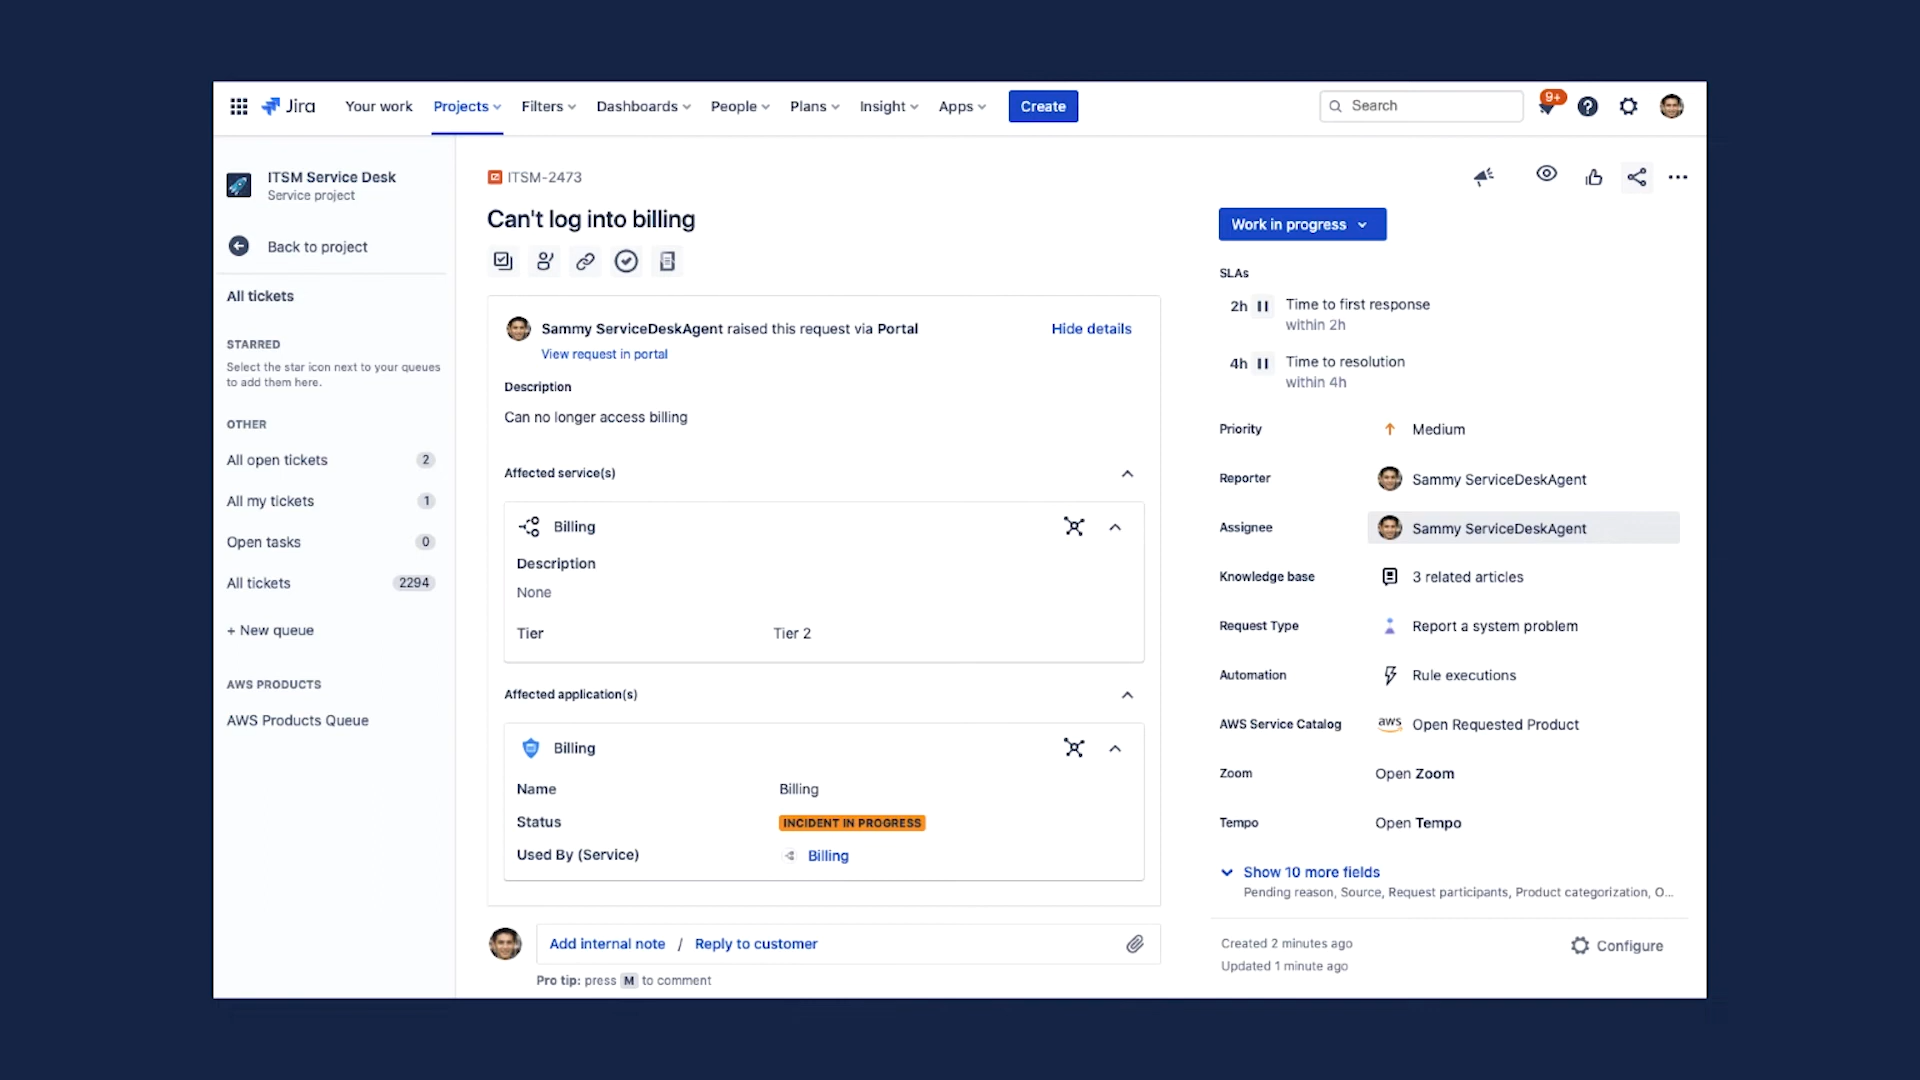 Jira
Your work
Projects
Filters
Dashboards
People
Plans
Insight
Apps
Create
Search
9+
ITSM Service Desk
Service project
Back to project
All tickets
STARRED
Select the star icon next to your queues
to add them here.
OTHER
All open tickets 2
All my tickets 1
Open tasks 0
All tickets 2294
+ New queue
AWS PRODUCTS
AWS Products Queue
ITSM-2473
Can't log into billing
Sammy ServiceDeskAgent raised this request via Portal
Hide details
View request in portal
Description
Can no longer access billing
Affected service(s)
Billing
Description
None
Tier Tier 2
Affected application(s)
Billing
Name Billing
Status INCIDENT IN PROGRESS
Used By (Service) Billing
Add internal note / Reply to customer
Pro tip: press M to comment
Work in progress
SLAs
2h Time to first response
within 2h
4h Time to resolution
within 4h
Priority Medium
Reporter Sammy ServiceDeskAgent
Assignee Sammy ServiceDeskAgent
Knowledge base 3 related articles
Request Type Report a system problem
Automation Rule executions
AWS Service Catalog aws Open Requested Product
Zoom Open Zoom
Tempo Open Tempo
Show 10 more fields
Pending reason, Source, Request participants, Product categorization, O...
Created 2 minutes ago
Updated 1 minute ago
Configure